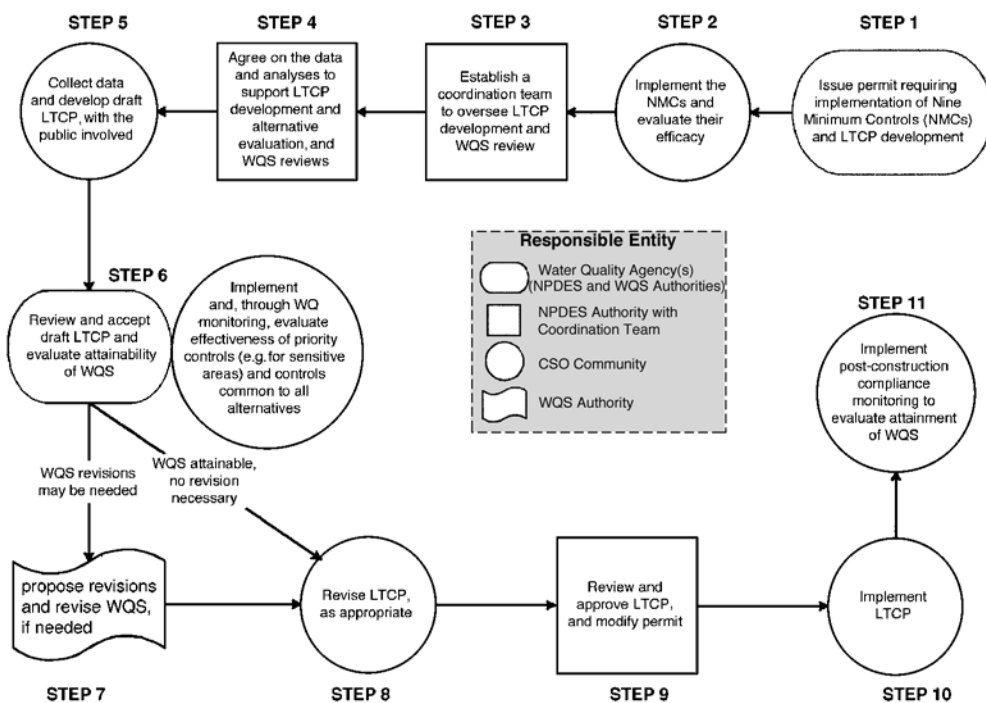 STEP 5
STEP 4
STEP 3
STEP 2
STEP 1
Collect data
and develop draft
LTCP, with the
public involved
Agree on the data
and analyses to
support LTCP
development and
alternative
evaluation, and
WQS reviews
Establish a
coordination team
to oversee LTCP
development and
WQS review
Implement the
NMCs and
evaluate their
efficacy
Issue permit requiring
implementation of Nine
Minimum Controls (NMCs)
and LTCP development
STEP 6
Review and accept
draft LTCP and
evaluate attainability
of WQS
Implement
and, through WQ
monitoring, evaluate
effectiveness of priority
controls (e.g. for sensitive
areas) and controls
common to all
alternatives
Responsible Entity
Water Quality Agency(s)
(NPDES and WQS Authorities)
NPDES Authority with
Coordination Team
CSO Community
WQS Authority
STEP 11
Implement
post-construction
compliance
monitoring to
evaluate attainment
of WQS
WQS revisions
may be needed
WQS attainable,
no revision
necessary
propose revisions
and revise WQS,
if needed
Revise LTCP,
as appropriate
Review and
approve LTCP,
and modify permit
Implement
LTCP
STEP 7
STEP 8
STEP 9
STEP 10